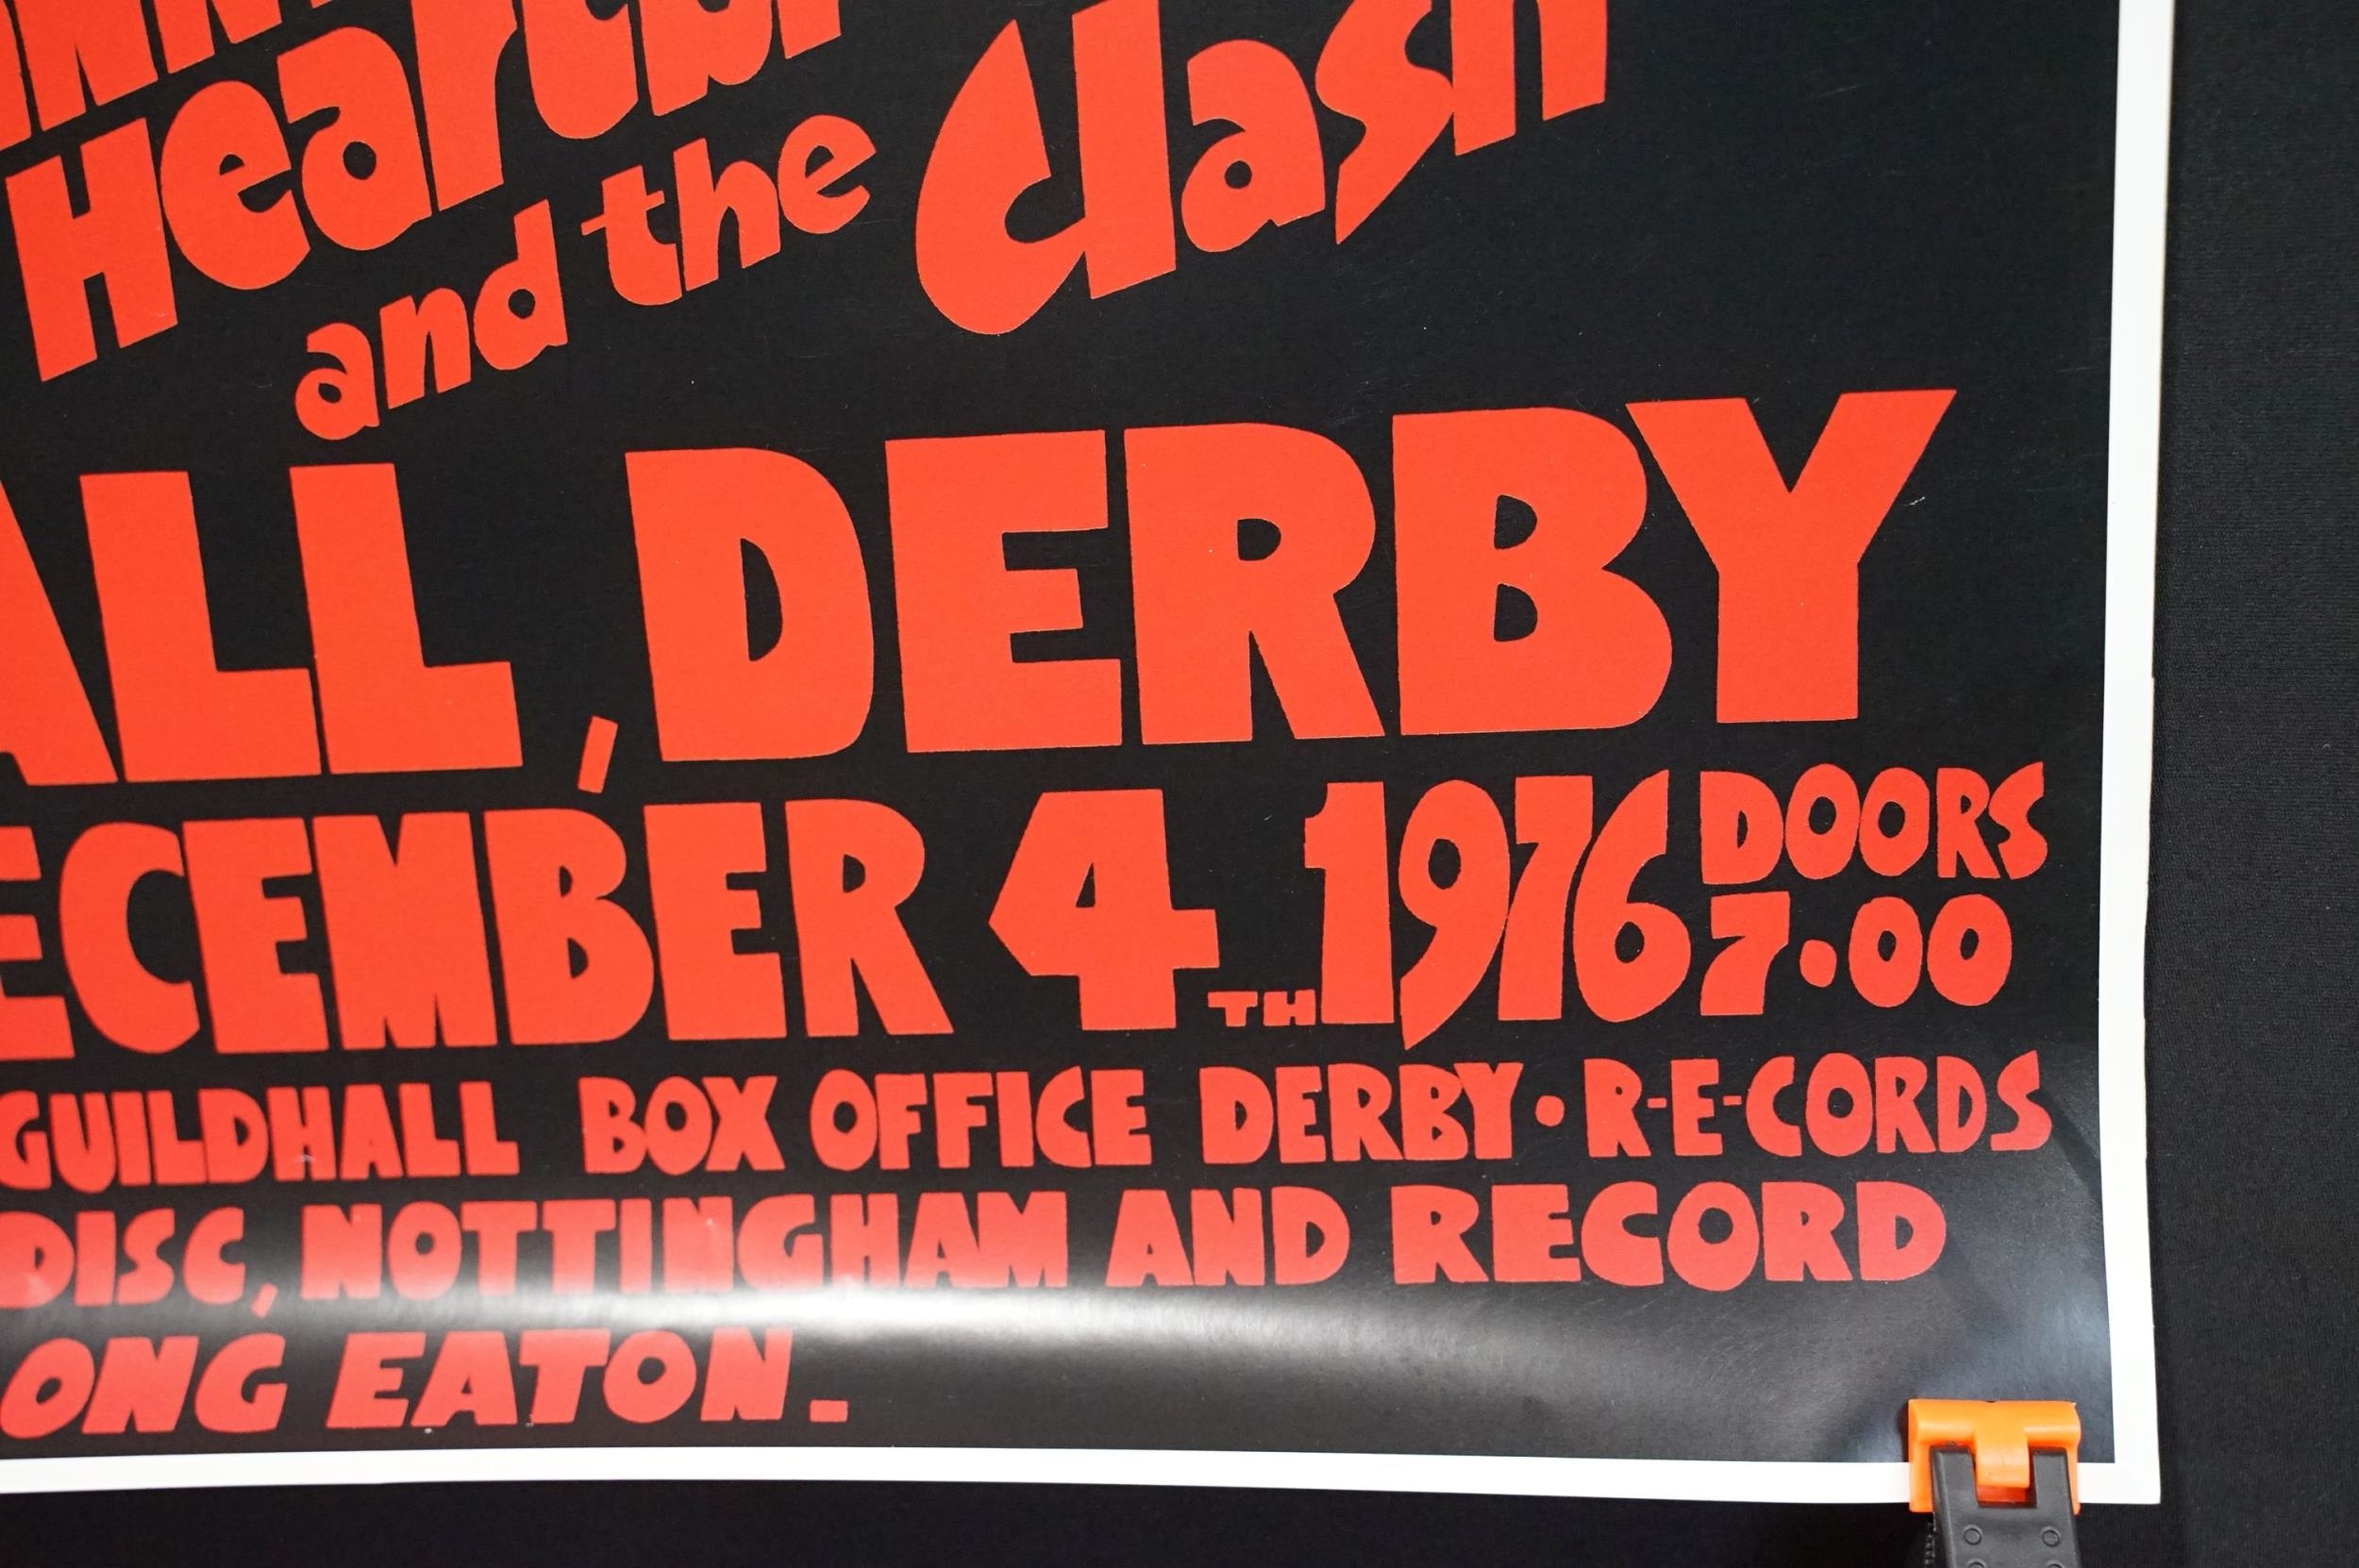 Heartb
and the Clash
ALL, DERBY
ECEMBER 4TH 1976 DOORS 7.00
GUILDHALL BOX OFFICE DERBY • R-E-CORDS
DISC, NOTTINGHAM AND RECORD
ONG EATON.